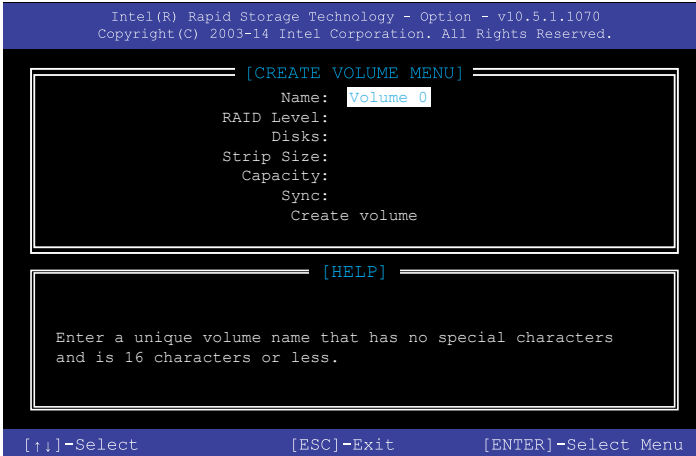 Intel(R) Rapid Storage Technology - Option - v10.5.1.1070
Copyright(C) 2003-14 Intel Corporation. All Rights Reserved.
[CREATE VOLUME MENU]
Name: Volume 0
RAID Level:
Disks:
Strip Size:
Capacity:
Sync:
Create volume
[HELP]
Enter a unique volume name that has no special characters
and is 16 characters or less.
[↑↓]-Select [ESC]-Exit [ENTER]-Select Menu